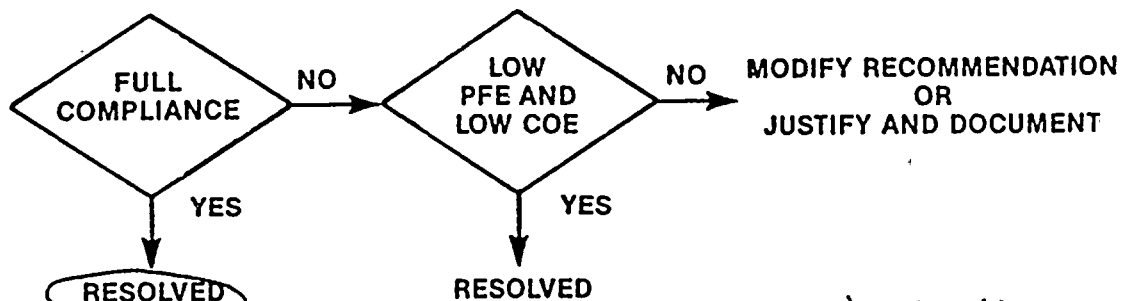 FULL
COMPLIANCE
NO
LOW
PFE AND
LOW COE
NO
MODIFY RECOMMENDATION
OR
JUSTIFY AND DOCUMENT
YES
YES
RESOLVED
RESOLVED